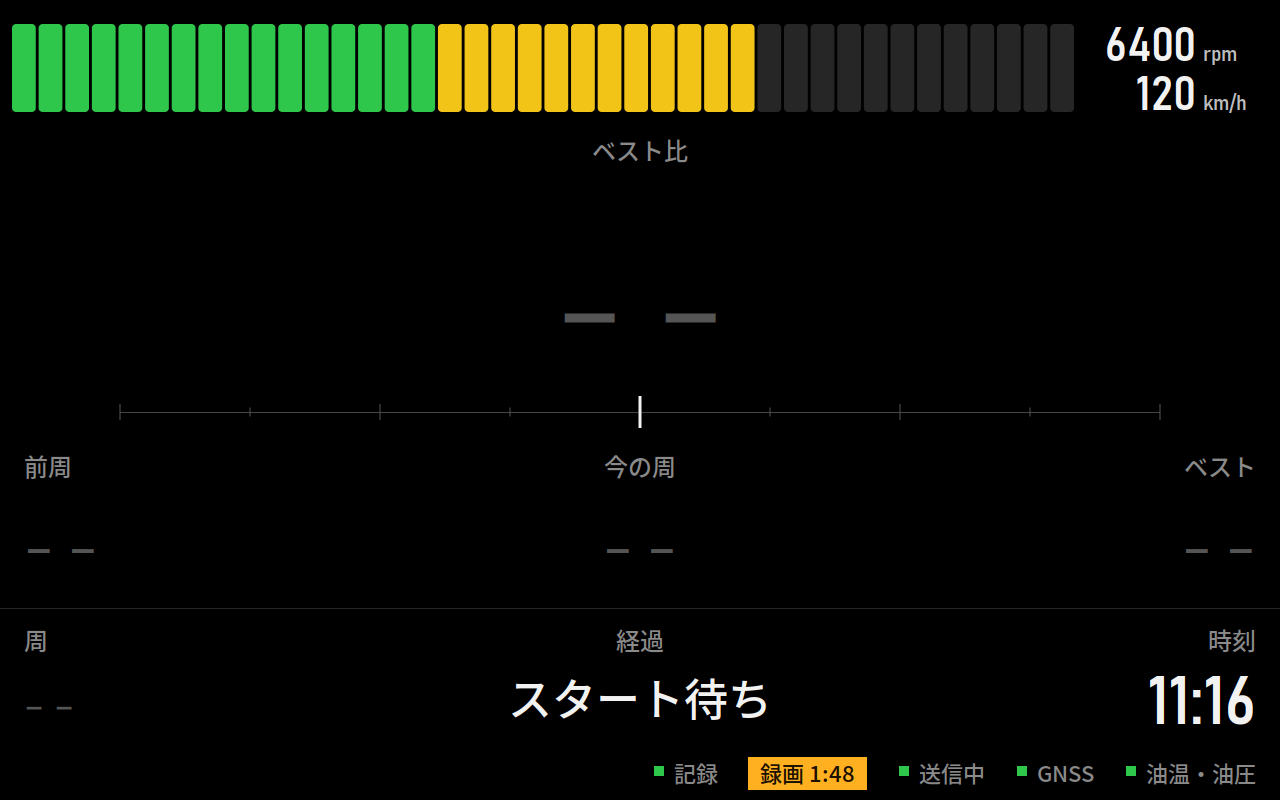 6400 rpm
120 km/h
ベスト比
– –
前周 今の周 ベスト
– – – – – –
周 経過 時刻
– – スタート待ち 11:16
記録 録画 1:48 送信中 GNSS 油温・油圧